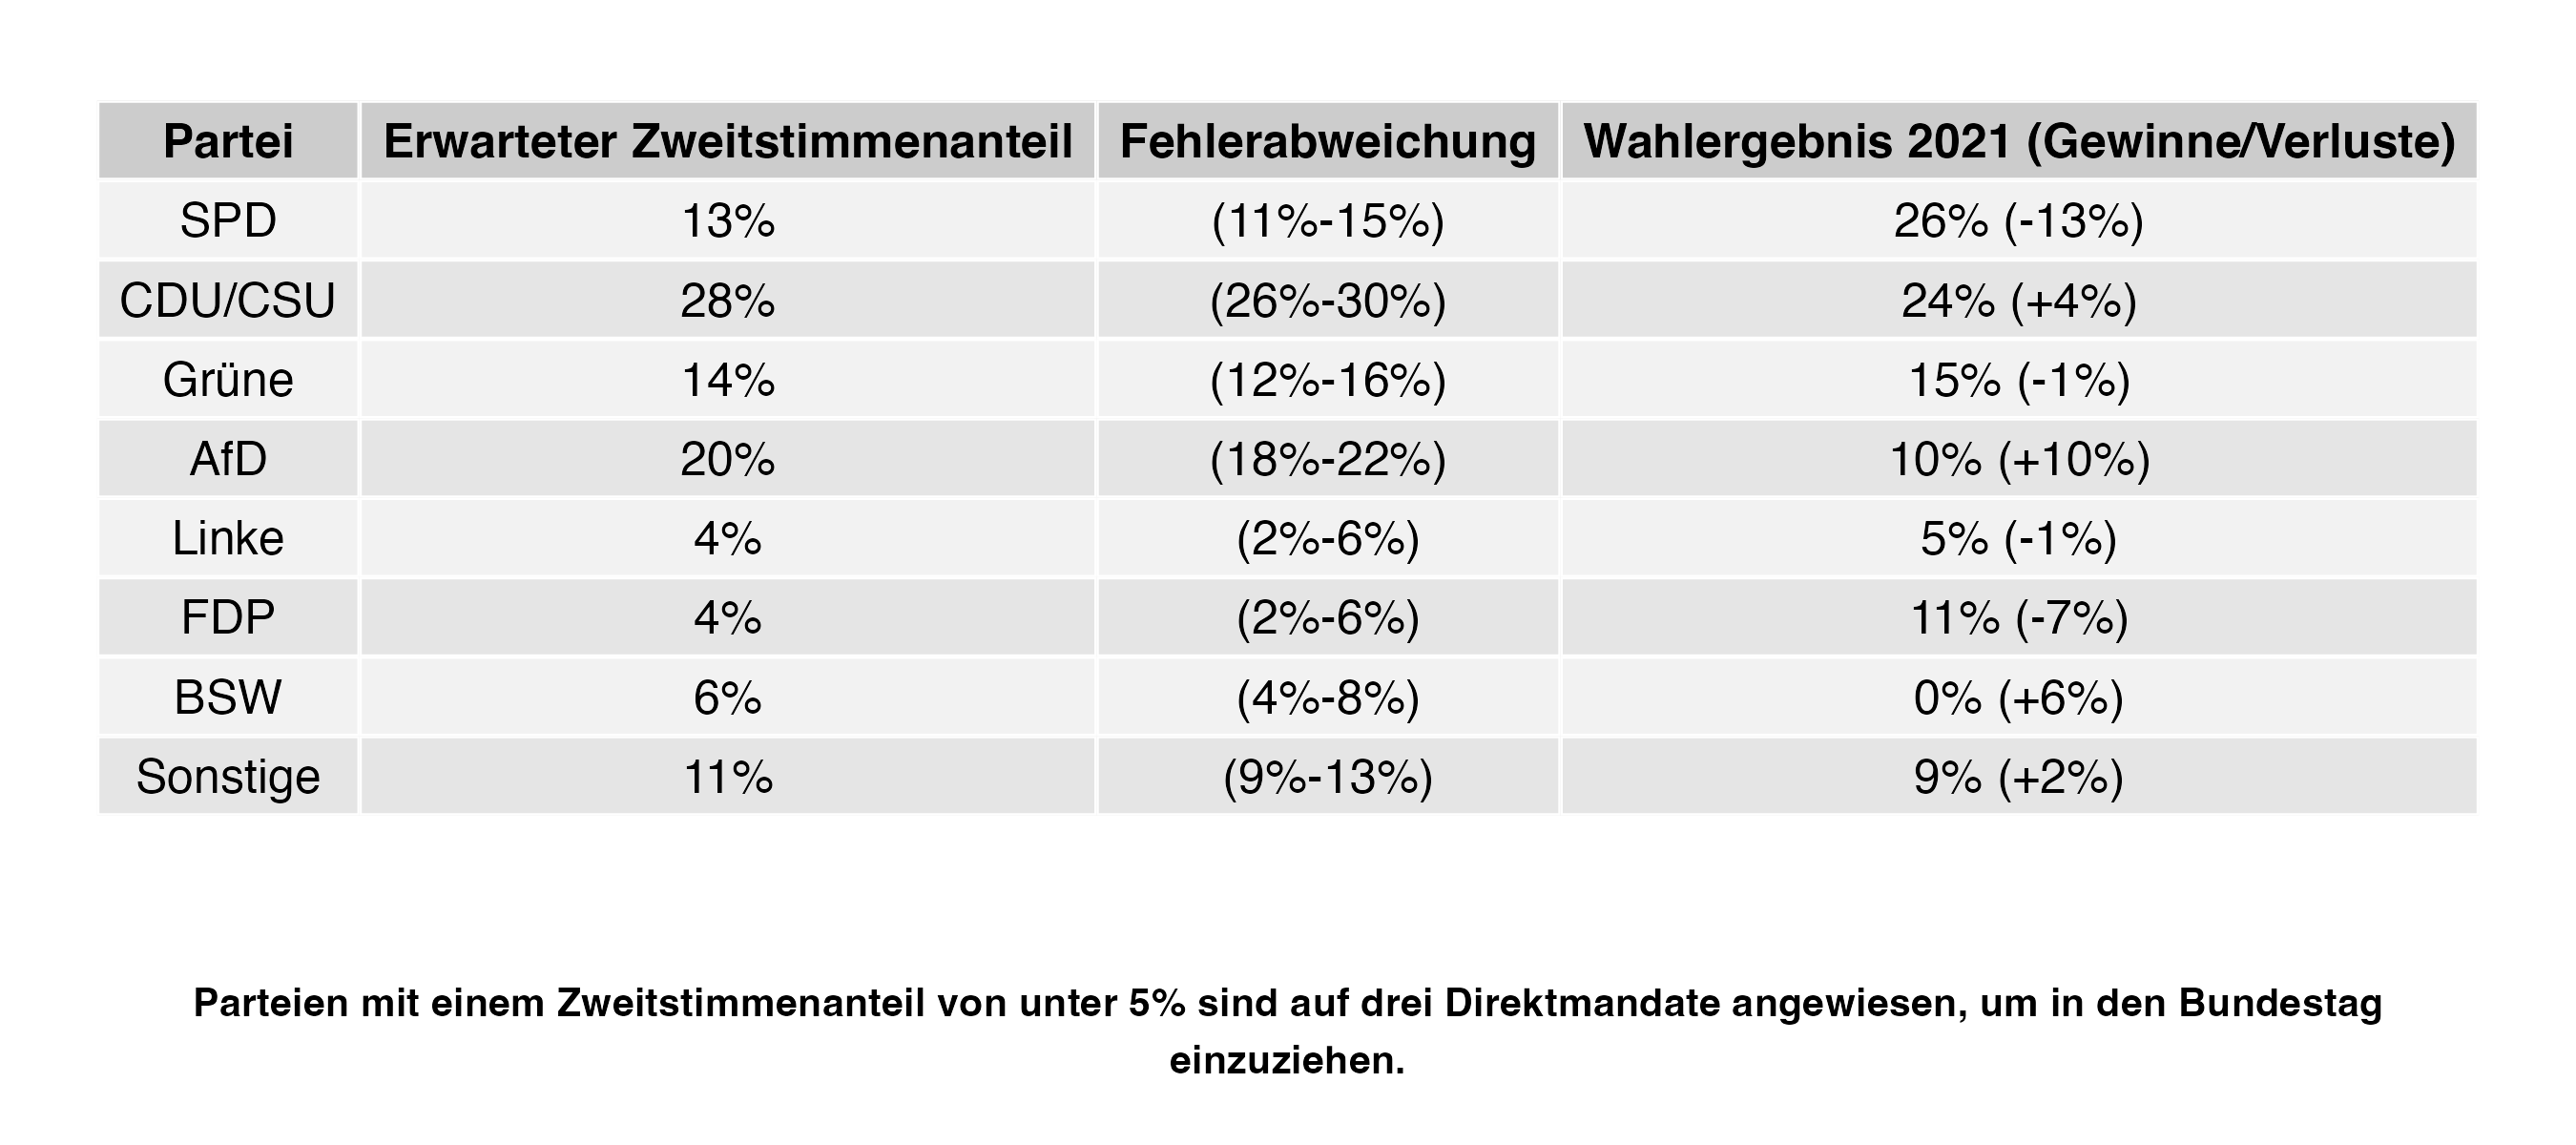 Partei Erwarteter Zweitstimmenanteil Fehlerabweichung Wahlergebnis 2021 (Gewinne/Verluste)
SPD 13% (11%-15%) 26% (-13%)
CDU/CSU 28% (26%-30%) 24% (+4%)
Grüne 14% (12%-16%) 15% (-1%)
AfD 20% (18%-22%) 10% (+10%)
Linke 4% (2%-6%) 5% (-1%)
FDP 4% (2%-6%) 11% (-7%)
BSW 6% (4%-8%) 0% (+6%)
Sonstige 11% (9%-13%) 9% (+2%)
Parteien mit einem Zweitstimmenanteil von unter 5% sind auf drei Direktmandate angewiesen, um in den Bundestag
einzuziehen.